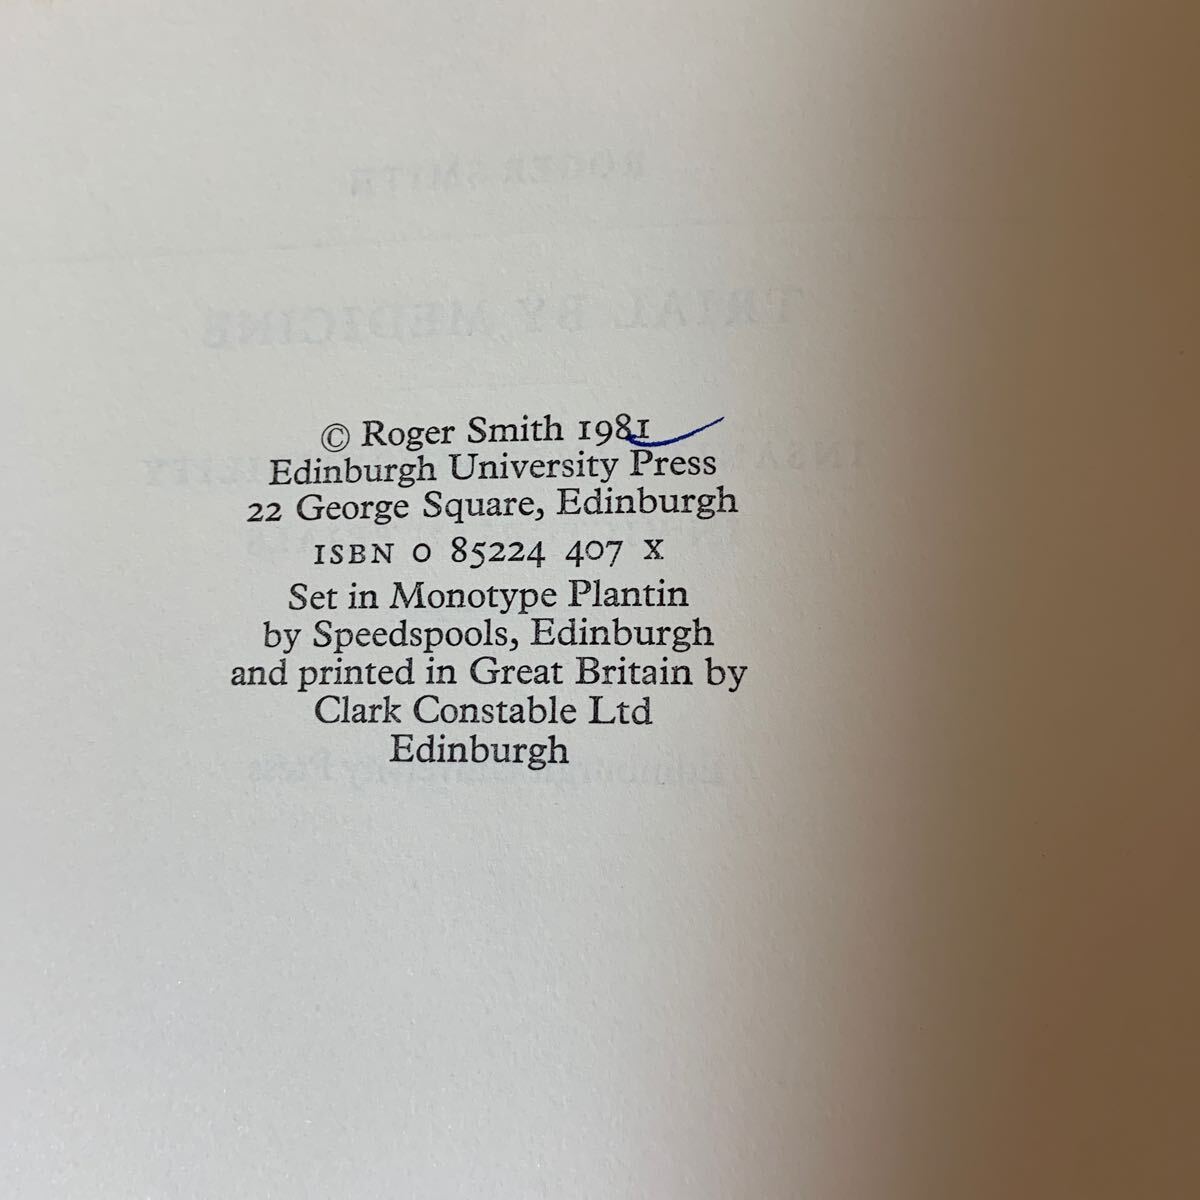 © Roger Smith 1981
Edinburgh University Press
22 George Square, Edinburgh
ISBN 0 85224 407 X
Set in Monotype Plantin
by Speedspools, Edinburgh
and printed in Great Britain by
Clark Constable Ltd
Edinburgh